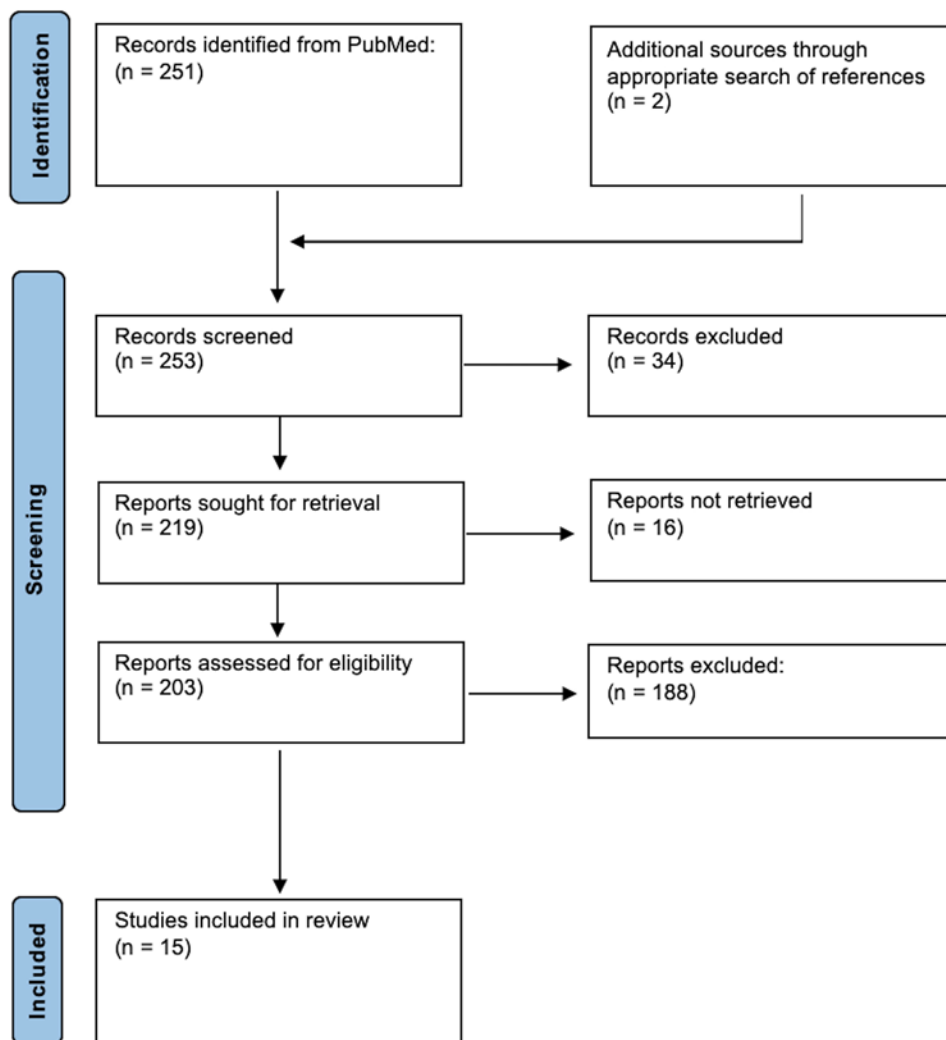 Identification
Records identified from PubMed:
(n = 251)
Additional sources through
appropriate search of references
(n = 2)
Screening
Records screened
(n = 253)
Records excluded
(n = 34)
Reports sought for retrieval
(n = 219)
Reports not retrieved
(n = 16)
Reports assessed for eligibility
(n = 203)
Reports excluded:
(n = 188)
Included
Studies included in review
(n = 15)